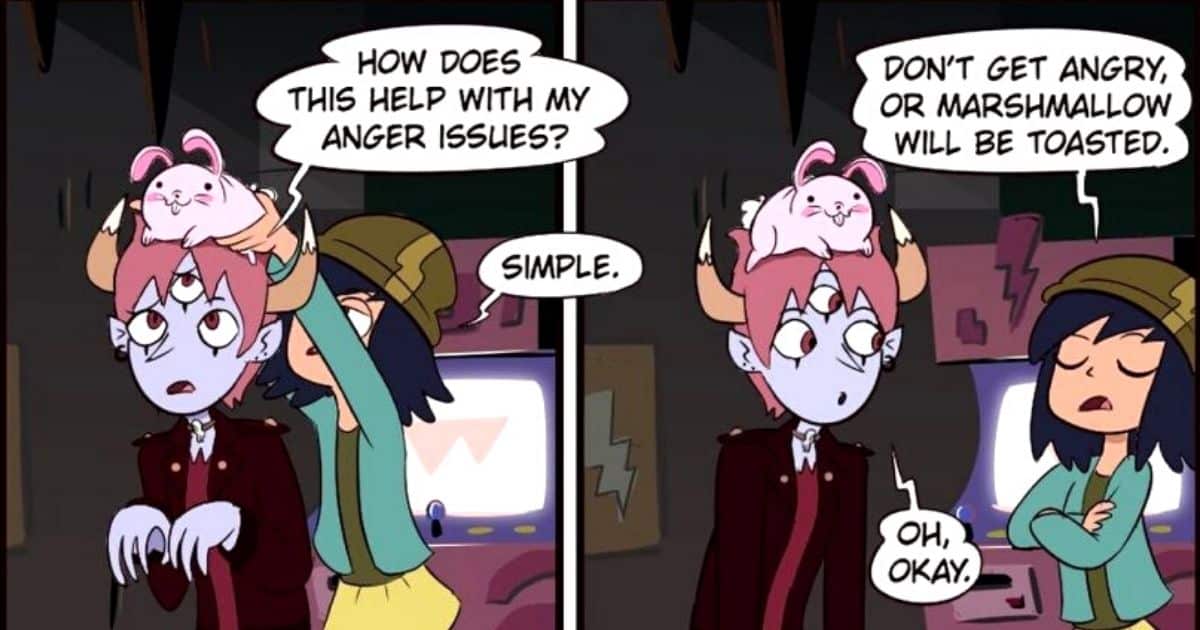 HOW DOES
THIS HELP WITH MY
ANGER ISSUES?
SIMPLE.
DON'T GET ANGRY,
OR MARSHMALLOW
WILL BE TOASTED.
OH,
OKAY.